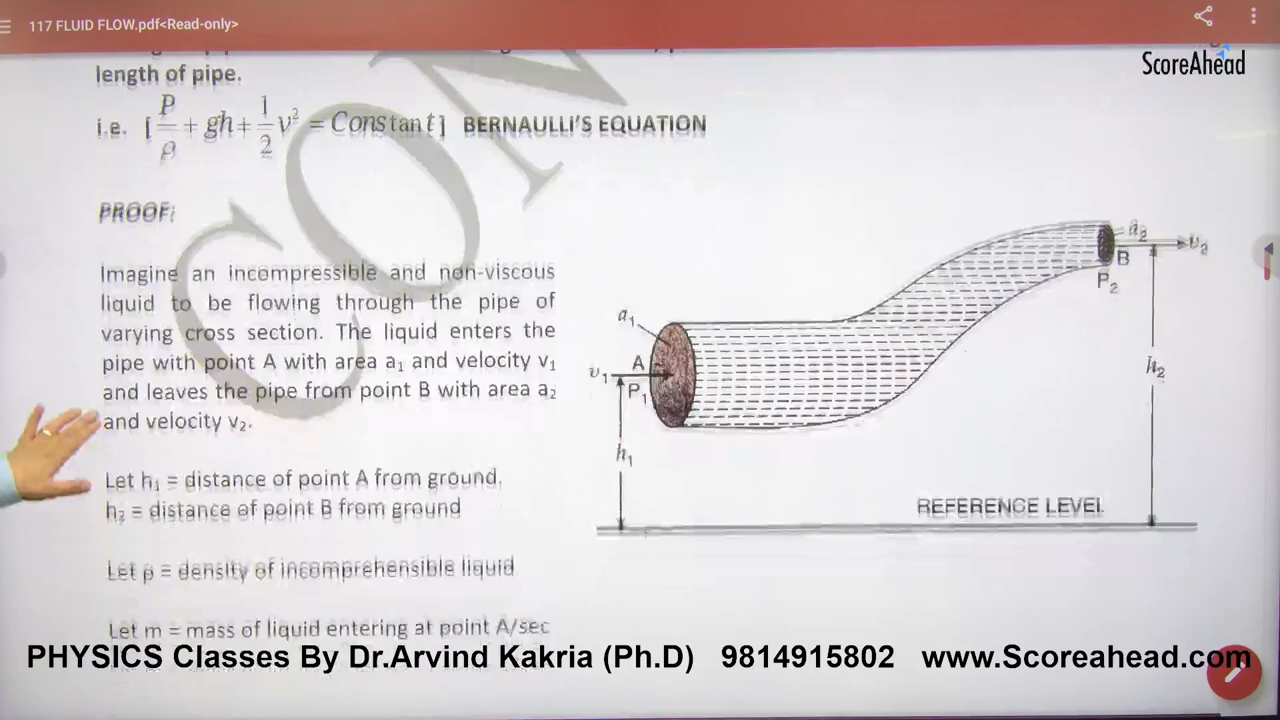 117 FLUID FLOW.pdf<Read-only>
ScoreAhead
length of pipe.
i.e. [P/ρ + gh + 1/2 v² = Constant] BERNAULLI'S EQUATION
PROOF:
Imagine an incompressible and non-viscous
liquid to be flowing through the pipe of
varying cross section. The liquid enters the
pipe with point A with area a₁ and velocity v₁
and leaves the pipe from point B with area a₂
and velocity v₂.
Let h₁ = distance of point A from ground.
h₂ = distance of point B from ground
Let ρ = density of incomprehensible liquid
Let m = mass of liquid entering at point A/sec
a₁
A
υ₁
P₁
h₁
a₂
υ₂
B
P₂
h₂
REFERENCE LEVEL
CON
PHYSICS Classes By Dr.Arvind Kakria (Ph.D) 9814915802 www.Scoreahead.com